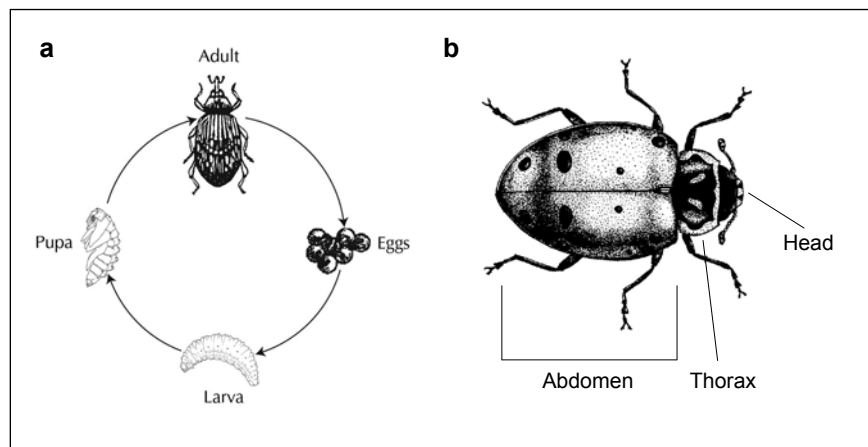 a
Adult
Pupa
Eggs
Larva
b
Head
Abdomen
Thorax